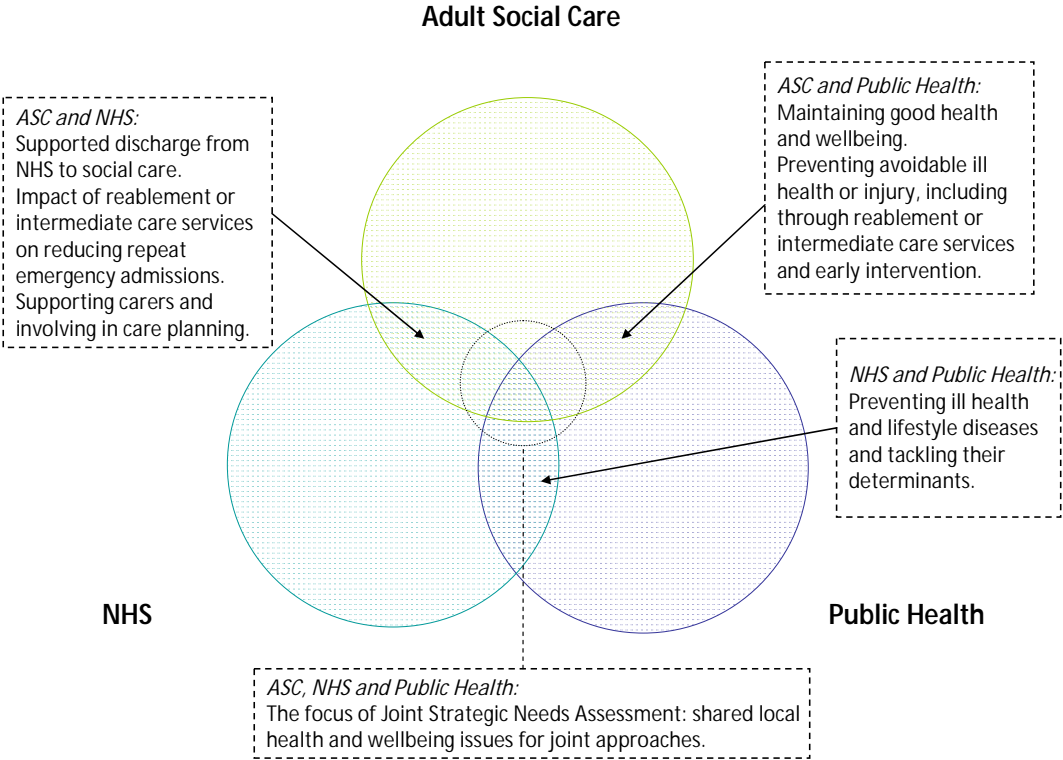 Adult Social Care
ASC and NHS:
Supported discharge from
NHS to social care.
Impact of reablement or
intermediate care services
on reducing repeat
emergency admissions.
Supporting carers and
involving in care planning.
ASC and Public Health:
Maintaining good health
and wellbeing.
Preventing avoidable ill
health or injury, including
through reablement or
intermediate care services
and early intervention.
NHS and Public Health:
Preventing ill health
and lifestyle diseases
and tackling their
determinants.
NHS
Public Health
ASC, NHS and Public Health:
The focus of Joint Strategic Needs Assessment: shared local
health and wellbeing issues for joint approaches.